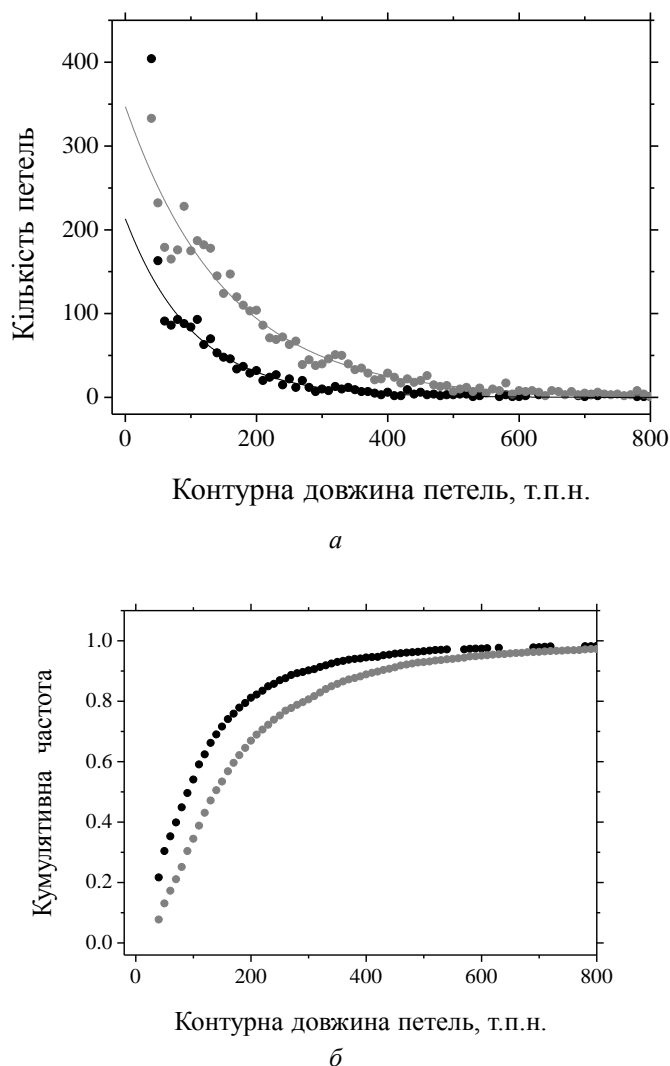 400
300
200
100
0
Кількість петель
0 200 400 600 800
Контурна довжина петель, т.п.н.
а
1.0
0.8
0.6
0.4
0.2
0.0
Кумулятивна частота
0 200 400 600 800
Контурна довжина петель, т.п.н.
б